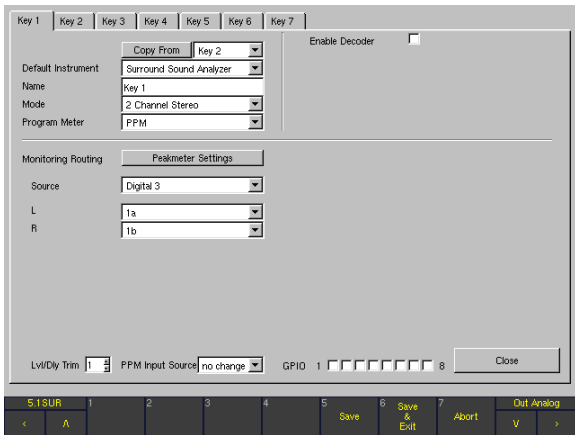 Key 1 Key 2 Key 3 Key 4 Key 5 Key 6 Key 7
Copy From Key 2 Enable Decoder
Default Instrument Surround Sound Analyzer
Name Key 1
Mode 2 Channel Stereo
Program Meter PPM
Monitoring Routing Peakmeter Settings
Source Digital 3
L 1a
R 1b
Lvl/Dly Trim 1 PPM Input Source no change GPIO 1 8 Close
5.1SUR 1 2 3 4 5 Save 6 Save & Exit 7 Abort Out Analog
< Λ V >